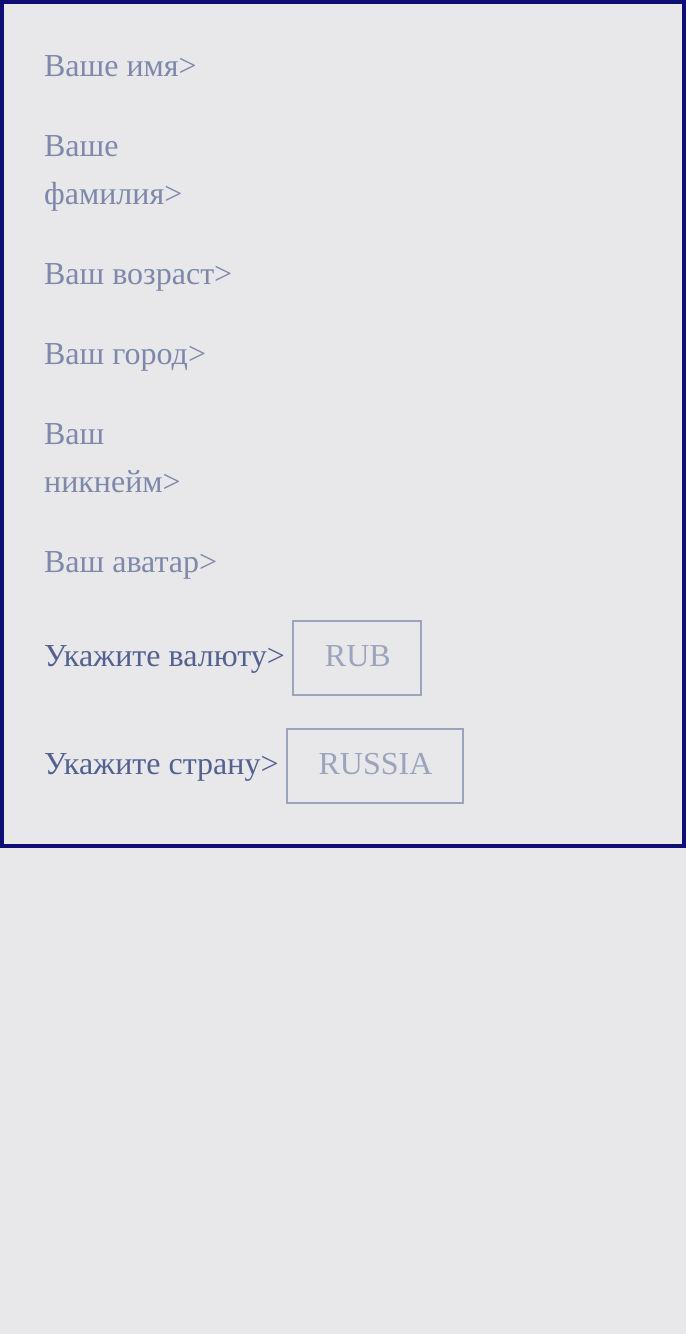 Ваше имя>
Ваше
фамилия>
Ваш возраст>
Ваш город>
Ваш
никнейм>
Ваш аватар>
Укажите валюту> RUB
Укажите страну> RUSSIA